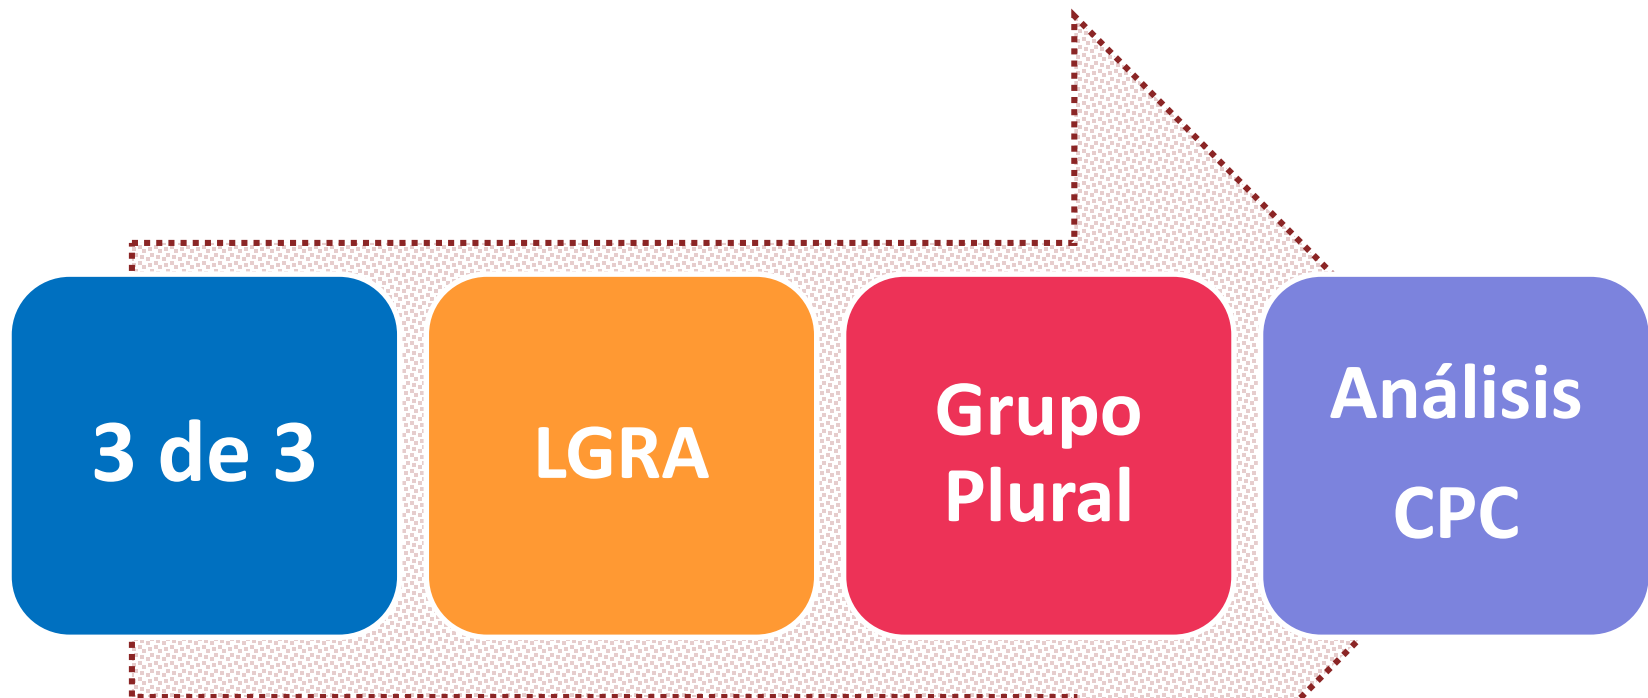 3 de 3
LGRA
Grupo
Plural
Análisis
CPC